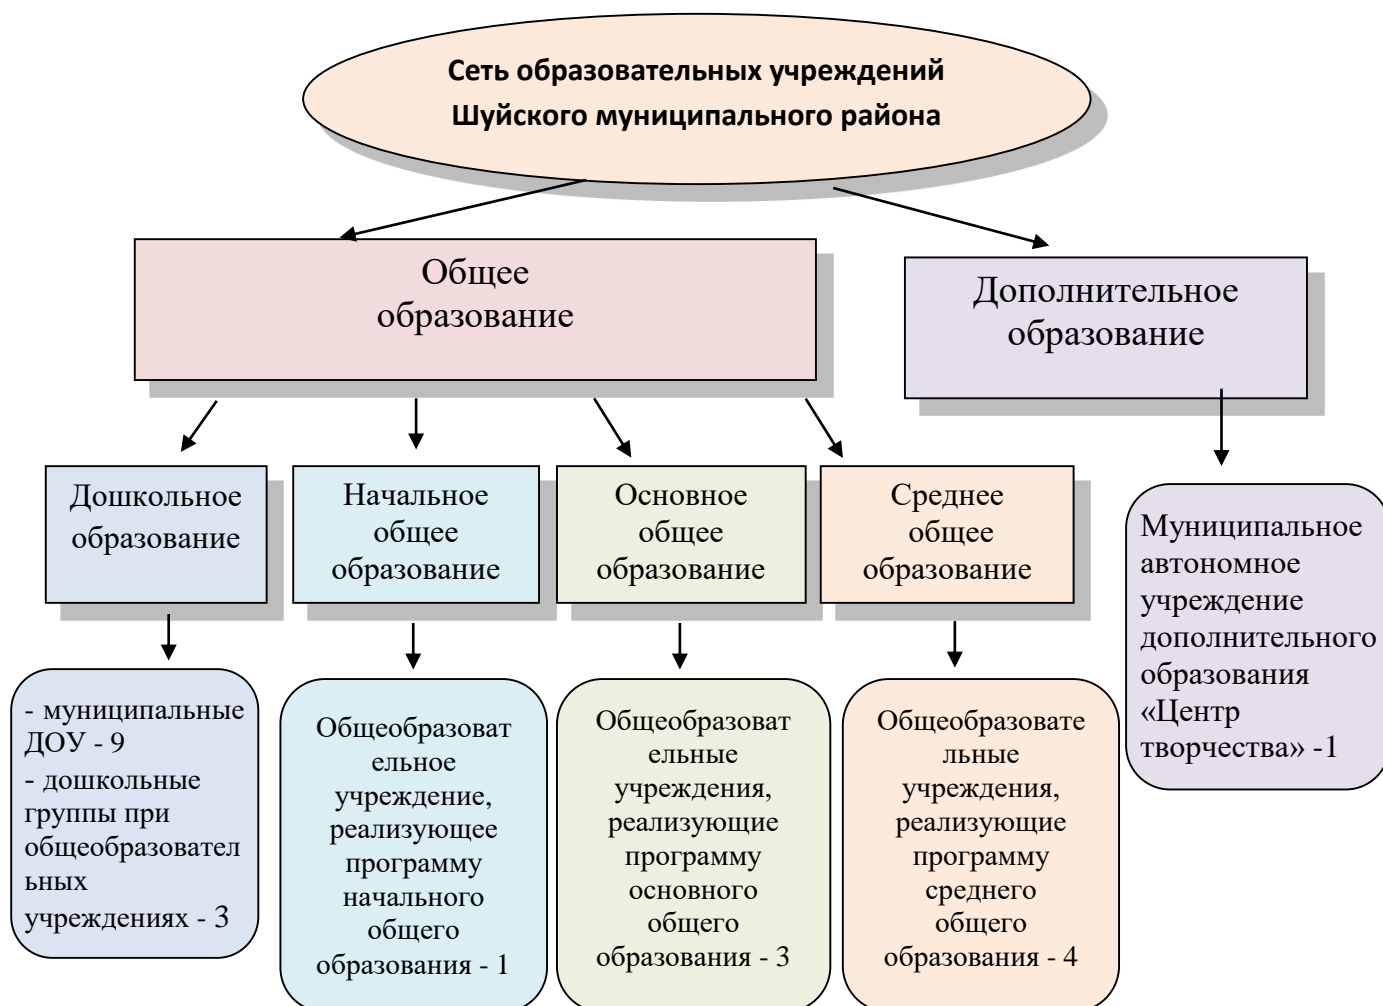 Сеть образовательных учреждений
Шуйского муниципального района
Общее
образование
Дополнительное
образование
Дошкольное
образование
Начальное
общее
образование
Основное
общее
образование
Среднее
общее
образование
- муниципальные
ДОУ - 9
- дошкольные
группы при
общеобразовател
ьных
учреждениях - 3
Общеобразоват
ельное
учреждение,
реализующее
программу
начального
общего
образования - 1
Общеобразоват
ельные
учреждения,
реализующие
программу
основного
общего
образования - 3
Общеобразовате
льные
учреждения,
реализующие
программу
среднего
общего
образования - 4
Муниципальное
автономное
учреждение
дополнительного
образования
«Центр
творчества» -1